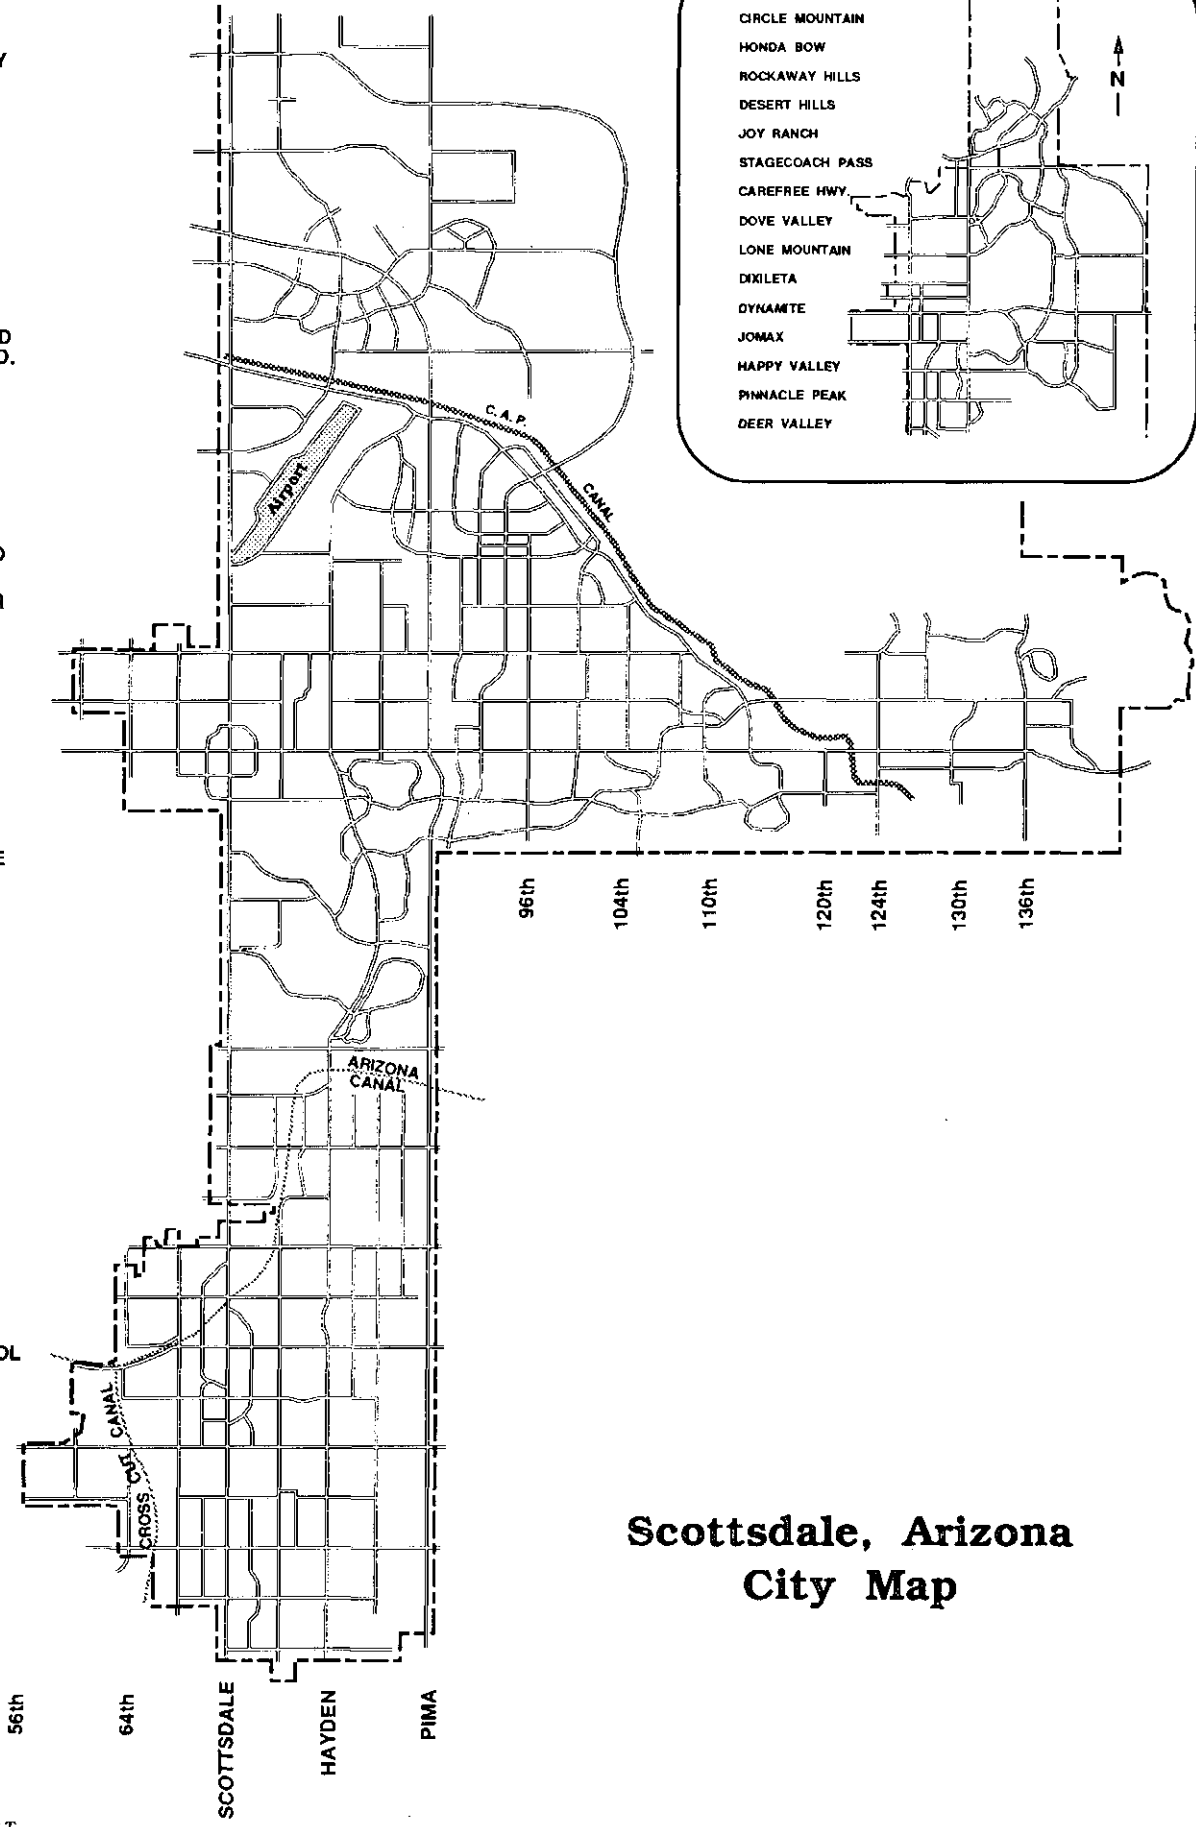 CIRCLE MOUNTAIN
HONDA BOW
ROCKAWAY HILLS
DESERT HILLS
JOY RANCH
STAGECOACH PASS
CAREFREE HWY.
DOVE VALLEY
LONE MOUNTAIN
DIXILETA
DYNAMITE
JOMAX
HAPPY VALLEY
PINNACLE PEAK
DEER VALLEY
N
C.A.P.
CANAL
Airport
96th
104th
110th
120th
124th
130th
136th
ARIZONA
CANAL
CROSS CUT CANAL
OL
Scottsdale, Arizona
City Map
56th
64th
SCOTTSDALE
HAYDEN
PIMA